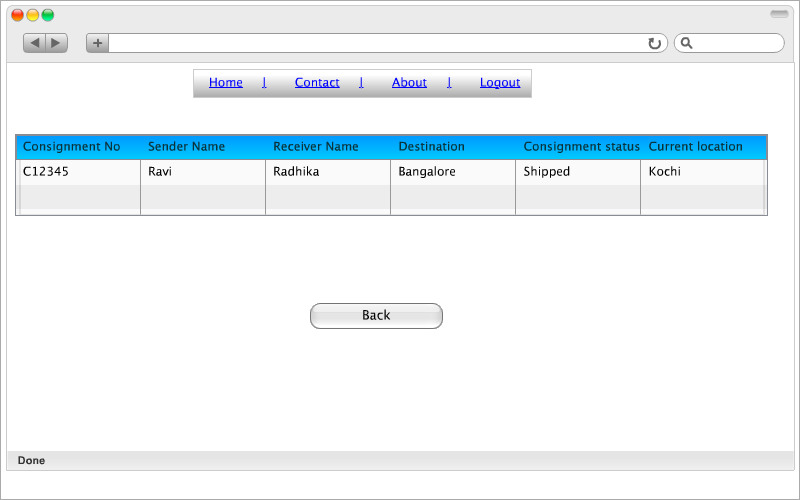 Home | Contact | About | Logout
Consignment No Sender Name Receiver Name Destination Consignment status Current location
C12345 Ravi Radhika Bangalore Shipped Kochi
Back
Done